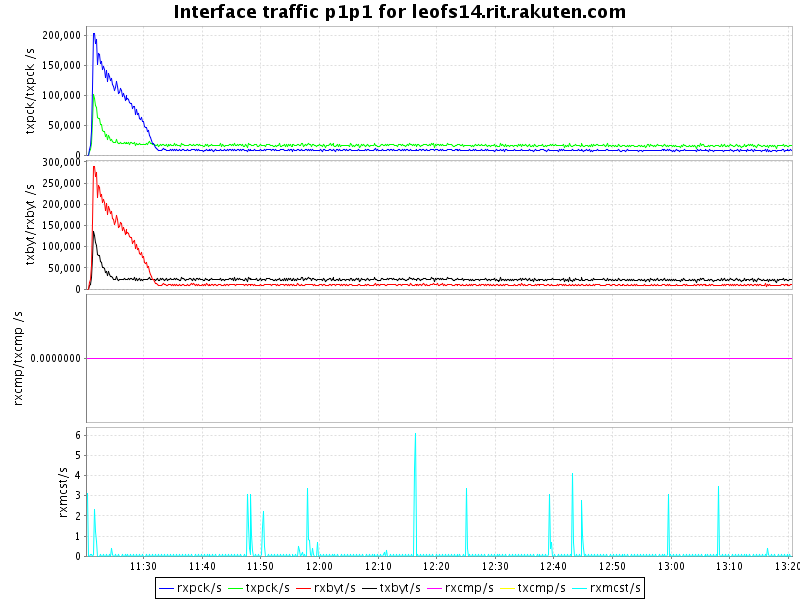 Interface traffic p1p1 for leofs14.rit.rakuten.com
txpck/txpck /s
200,000
150,000
100,000
50,000
0
txbyt/rxbyt /s
300,000
250,000
200,000
150,000
100,000
50,000
0
rxcmp/txcmp /s
0.0000000
rxmcst/s
6
5
4
3
2
1
0
11:30 11:40 11:50 12:00 12:10 12:20 12:30 12:40 12:50 13:00 13:10 13:20
rxpck/s txpck/s rxbyt/s txbyt/s rxcmp/s txcmp/s rxmcst/s